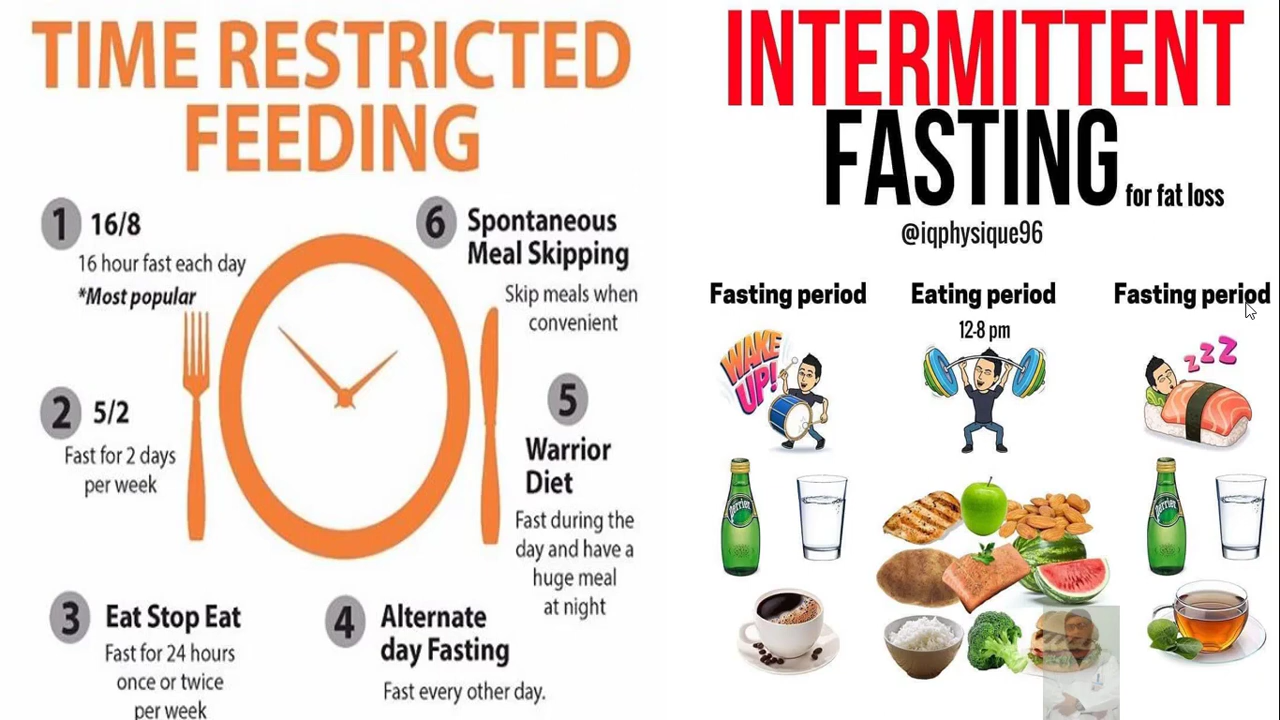 TIME RESTRICTED
FEEDING
1 16/8
16 hour fast each day
*Most popular
2 5/2
Fast for 2 days
per week
3 Eat Stop Eat
Fast for 24 hours
once or twice
per week
4 Alternate
day Fasting
Fast every other day.
5
Warrior
Diet
Fast during the
day and have a
huge meal
at night
6 Spontaneous
Meal Skipping
Skip meals when
convenient
INTERMITTENT
FASTING for fat loss
@iqphysique96
Fasting period
WAKE
UP!
perrier
Eating period
12-8 pm
Fasting period
zzz
perrier